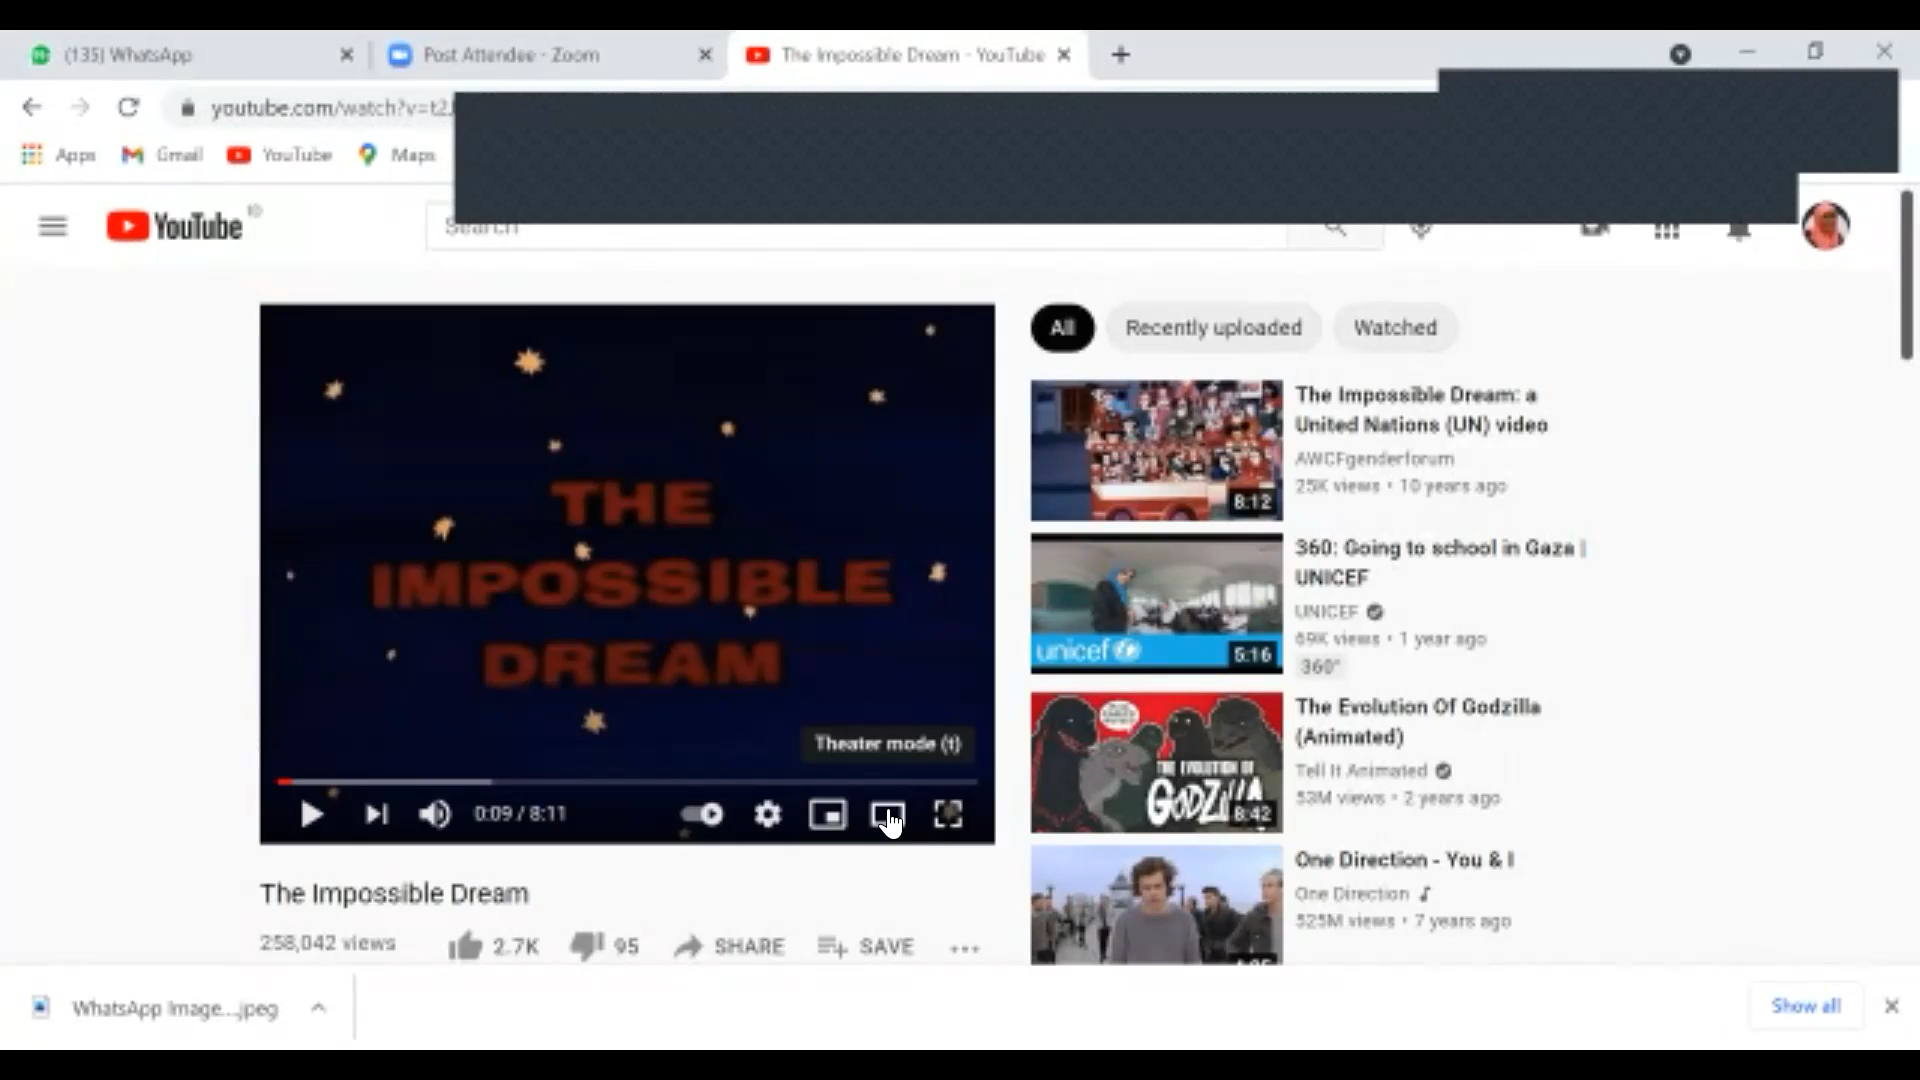 (135) WhatsApp
Post Attendee - Zoom
The Impossible Dream - YouTube
youtube.com/watch?v=t2
Apps
Gmail
YouTube
Maps
YouTube
Search
All
Recently uploaded
Watched
THE
IMPOSSIBLE
DREAM
Theater mode (t)
0:09 / 8:11
The Impossible Dream
258,042 views
2.7K
95
SHARE
SAVE
8:12
The Impossible Dream: a
United Nations (UN) video
AWCFgenderforum
25K views • 10 years ago
unicef
5:16
360: Going to school in Gaza |
UNICEF
UNICEF
69K views • 1 year ago
360°
THE EVOLUTION OF
GODZILLA
8:42
The Evolution Of Godzilla
(Animated)
Tell It Animated
53M views • 2 years ago
One Direction - You & I
One Direction
525M views • 7 years ago
WhatsApp Image....jpeg
Show all